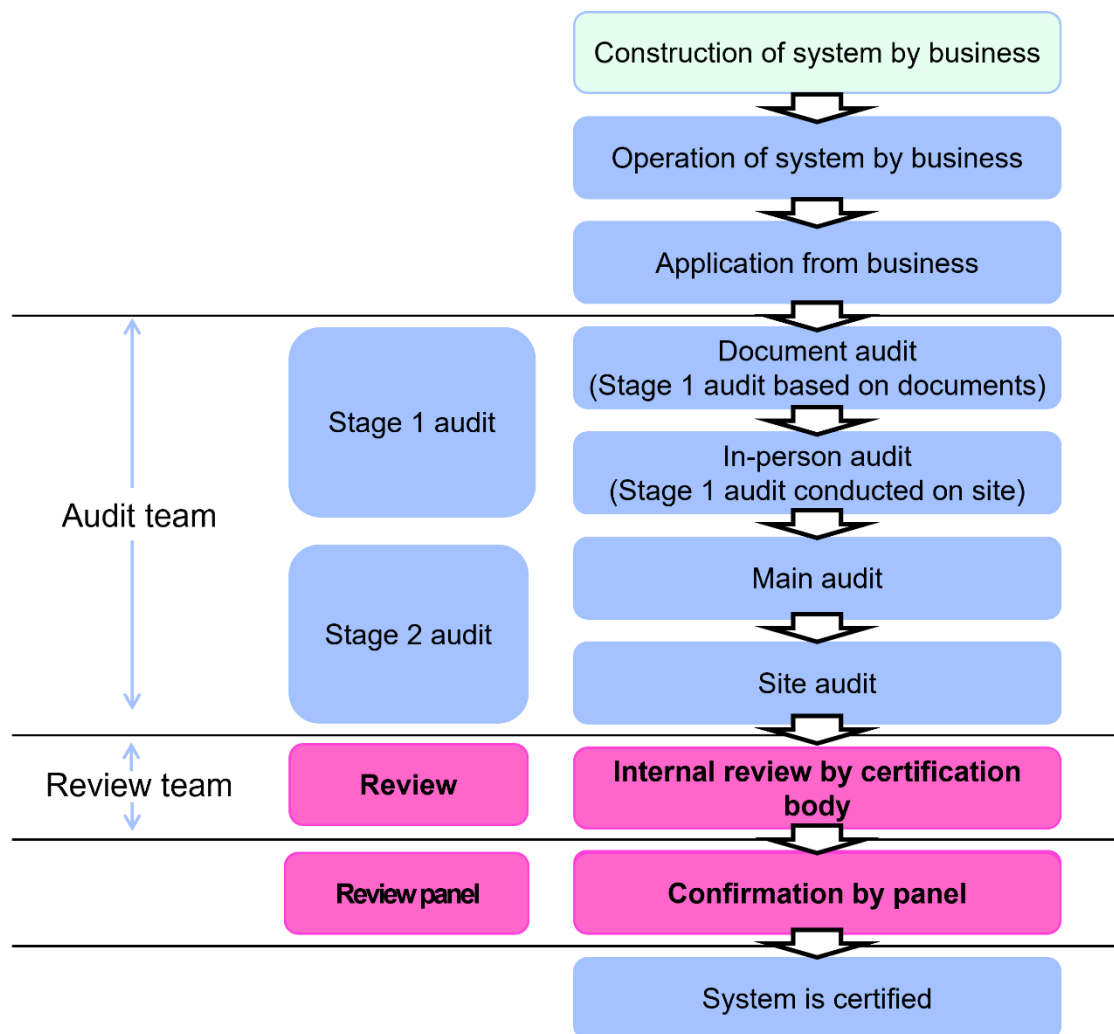 Construction of system by business
Operation of system by business
Application from business
Audit team
Stage 1 audit
Document audit
(Stage 1 audit based on documents)
In-person audit
(Stage 1 audit conducted on site)
Stage 2 audit
Main audit
Site audit
Review team
Review
Internal review by certification
body
Review panel
Confirmation by panel
System is certified